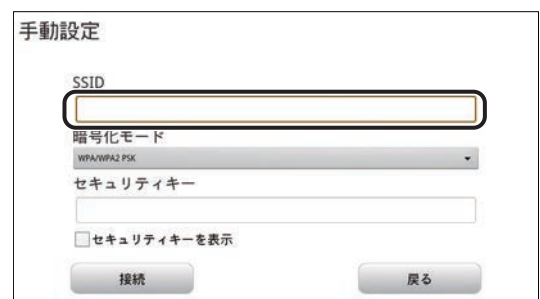 手動設定
SSID
暗号化モード
WPA/WPA2 PSK
セキュリティキー
セキュリティキーを表示
接続
戻る